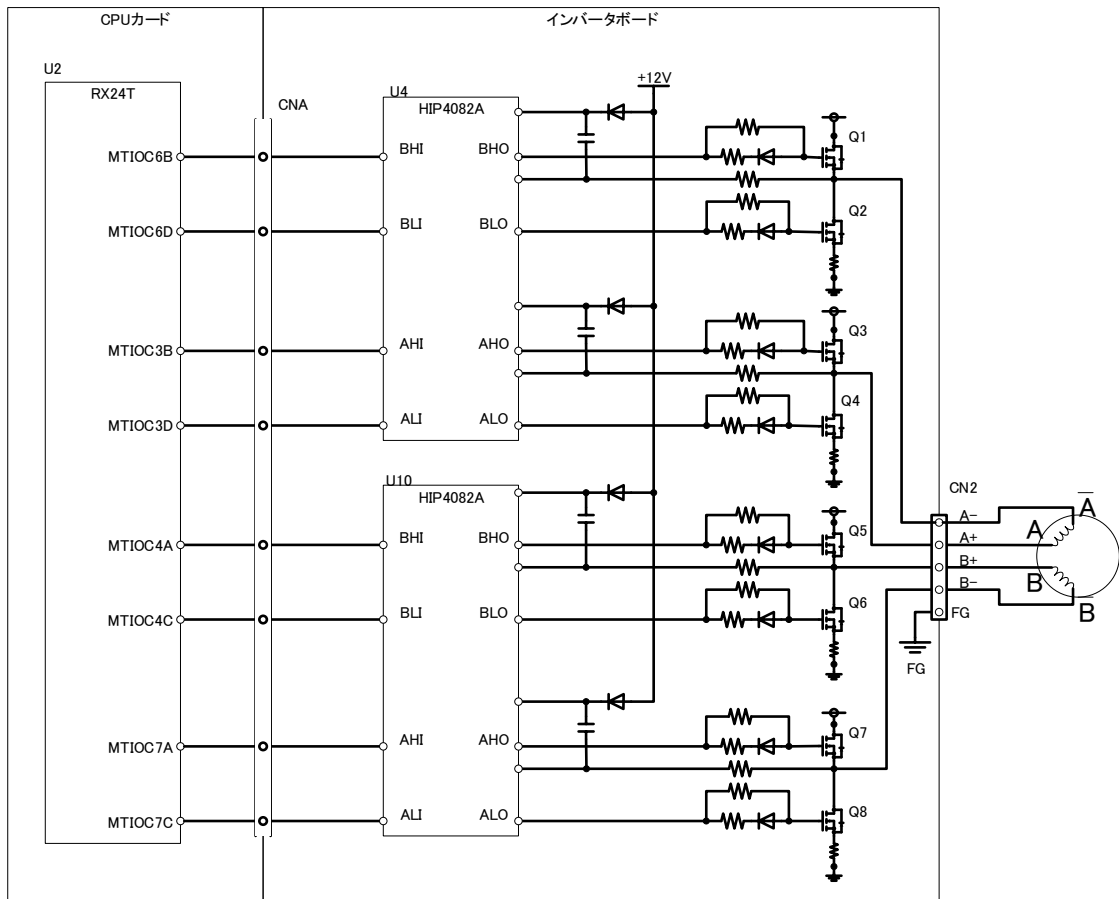 CPUカード
インバータボード
U2
RX24T
CNA
U4
HIP4082A
+12V
MTIOC6B
BHI
BHO
Q1
MTIOC6D
BLI
BLO
Q2
MTIOC3B
AHI
AHO
Q3
MTIOC3D
ALI
ALO
Q4
U10
HIP4082A
CN2
MTIOC4A
BHI
BHO
Q5
A-
A+
B+
B-
FG
A
A
B
B
MTIOC4C
BLI
BLO
Q6
FG
MTIOC7A
AHI
AHO
Q7
MTIOC7C
ALI
ALO
Q8